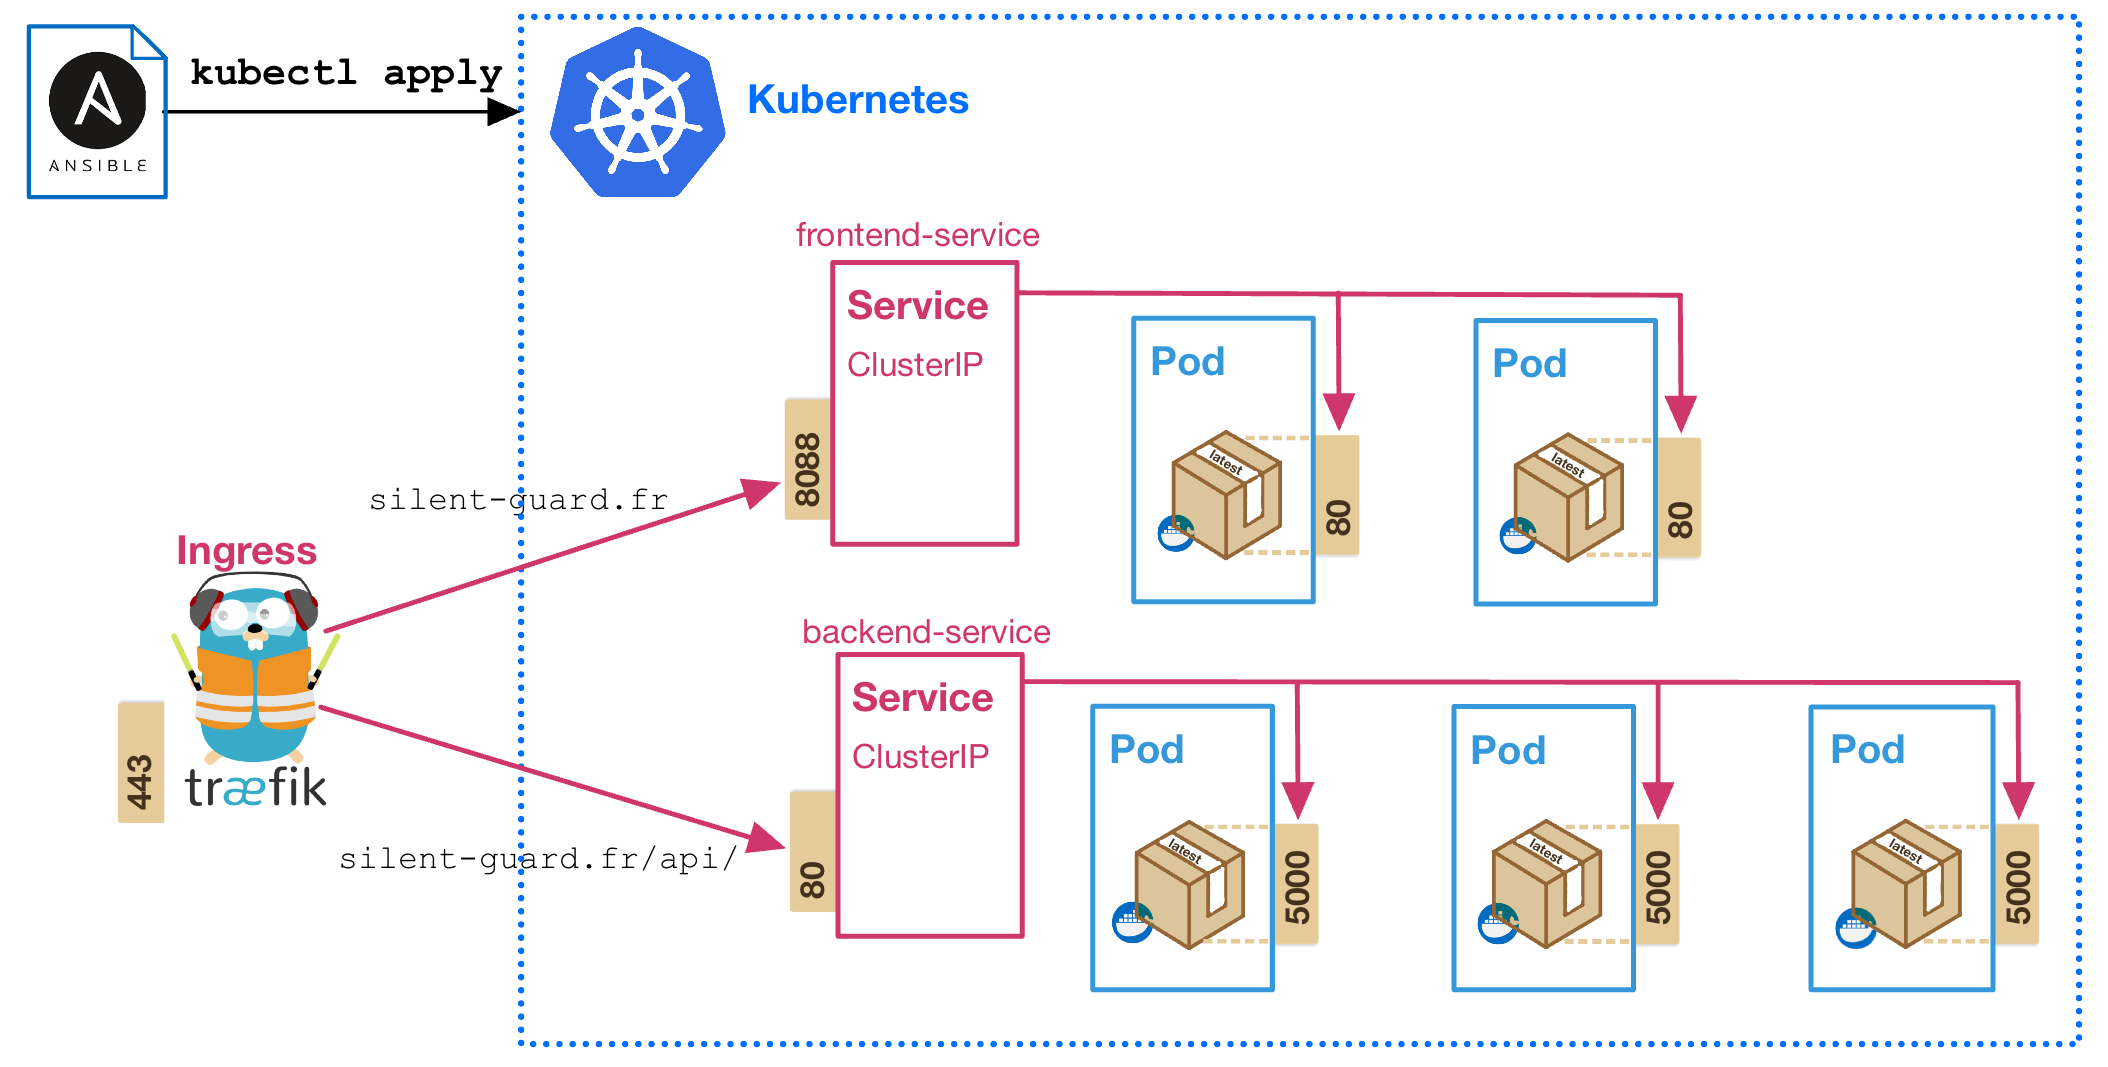 kubectl apply
ANSIBLE
Kubernetes
frontend-service
Service
ClusterIP
8088
Pod
latest
80
Pod
latest
80
silent-guard.fr
Ingress
træfik
443
silent-guard.fr/api/
backend-service
Service
ClusterIP
80
Pod
latest
5000
Pod
latest
5000
Pod
latest
5000